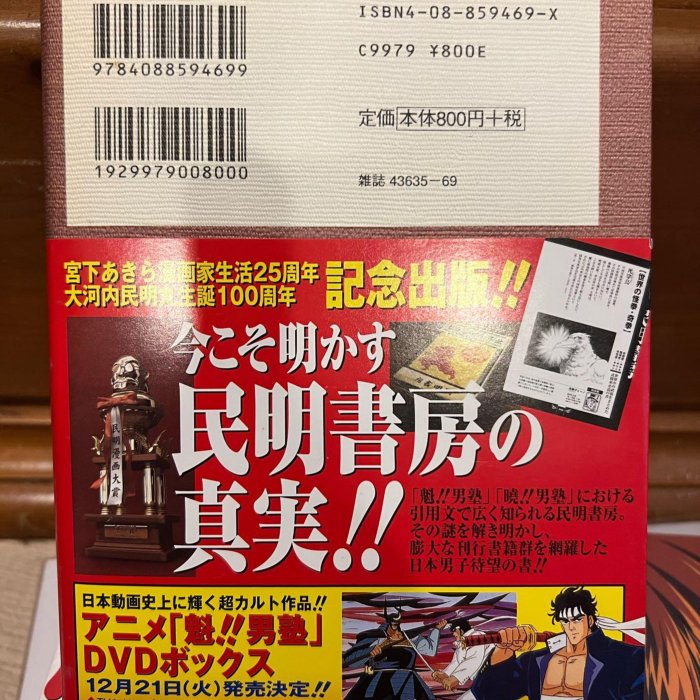 ISBN4-08-859469-X
C9979 ¥800E
9784088594699
定価 本体800円+税
1929979008000
雑誌 43635-69
宮下あきら漫画家生活25周年
大河内民明丸生誕100周年
記念出版!!
今こそ明かす
民明書房の
真実!!
【世界の怪拳・奇拳】
民明漫画大賞
「魁!!男塾」「曉!!男塾」における
引用文で広く知られる民明書房。
その謎を解き明かし、
膨大な刊行書籍群を網羅した
日本男子待望の書!!
日本動画史上に輝く超カルト作品!!
アニメ「魁!!男塾」
DVDボックス
12月21日(火)発売決定!!